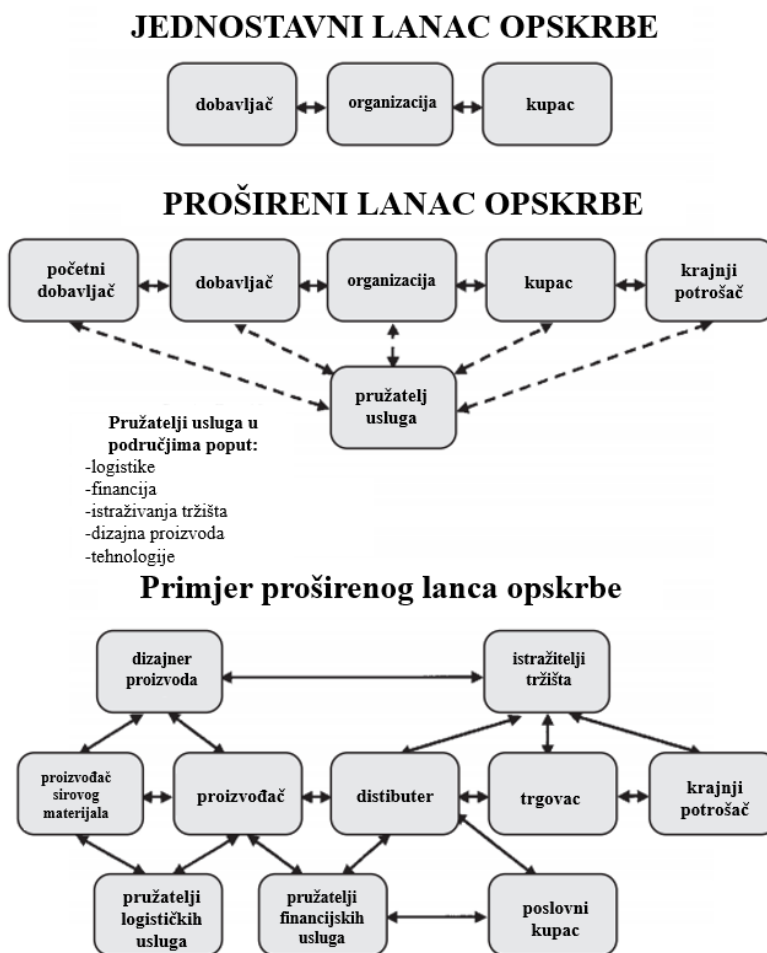 JEDNOSTAVNI LANAC OPSKRBE
dobavljač
organizacija
kupac
PROŠIRENI LANAC OPSKRBE
početni
dobavljač
dobavljač
organizacija
kupac
krajnji
potrošač
pružatelj
usluga
Pružatelji usluga u
područjima poput:
-logistike
-financija
-istraživanja tržišta
-dizajna proizvoda
-tehnologije
Primjer proširenog lanca opskrbe
dizajner
proizvoda
istražitelji
tržišta
proizvođač
sirovog
materijala
proizvođač
distibuter
trgovac
krajnji
potrošač
pružatelji
logističkih
usluga
pružatelji
financijskih
usluga
poslovni
kupac